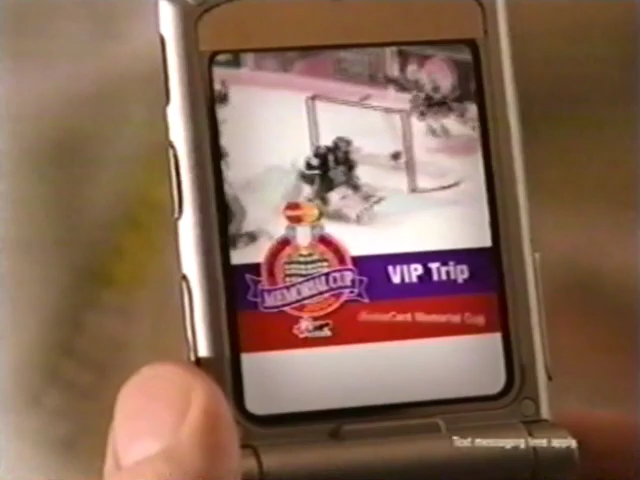 VIP Trip
MEMORIAL CUP
MasterCard Memorial Cup
Text messaging fees apply.